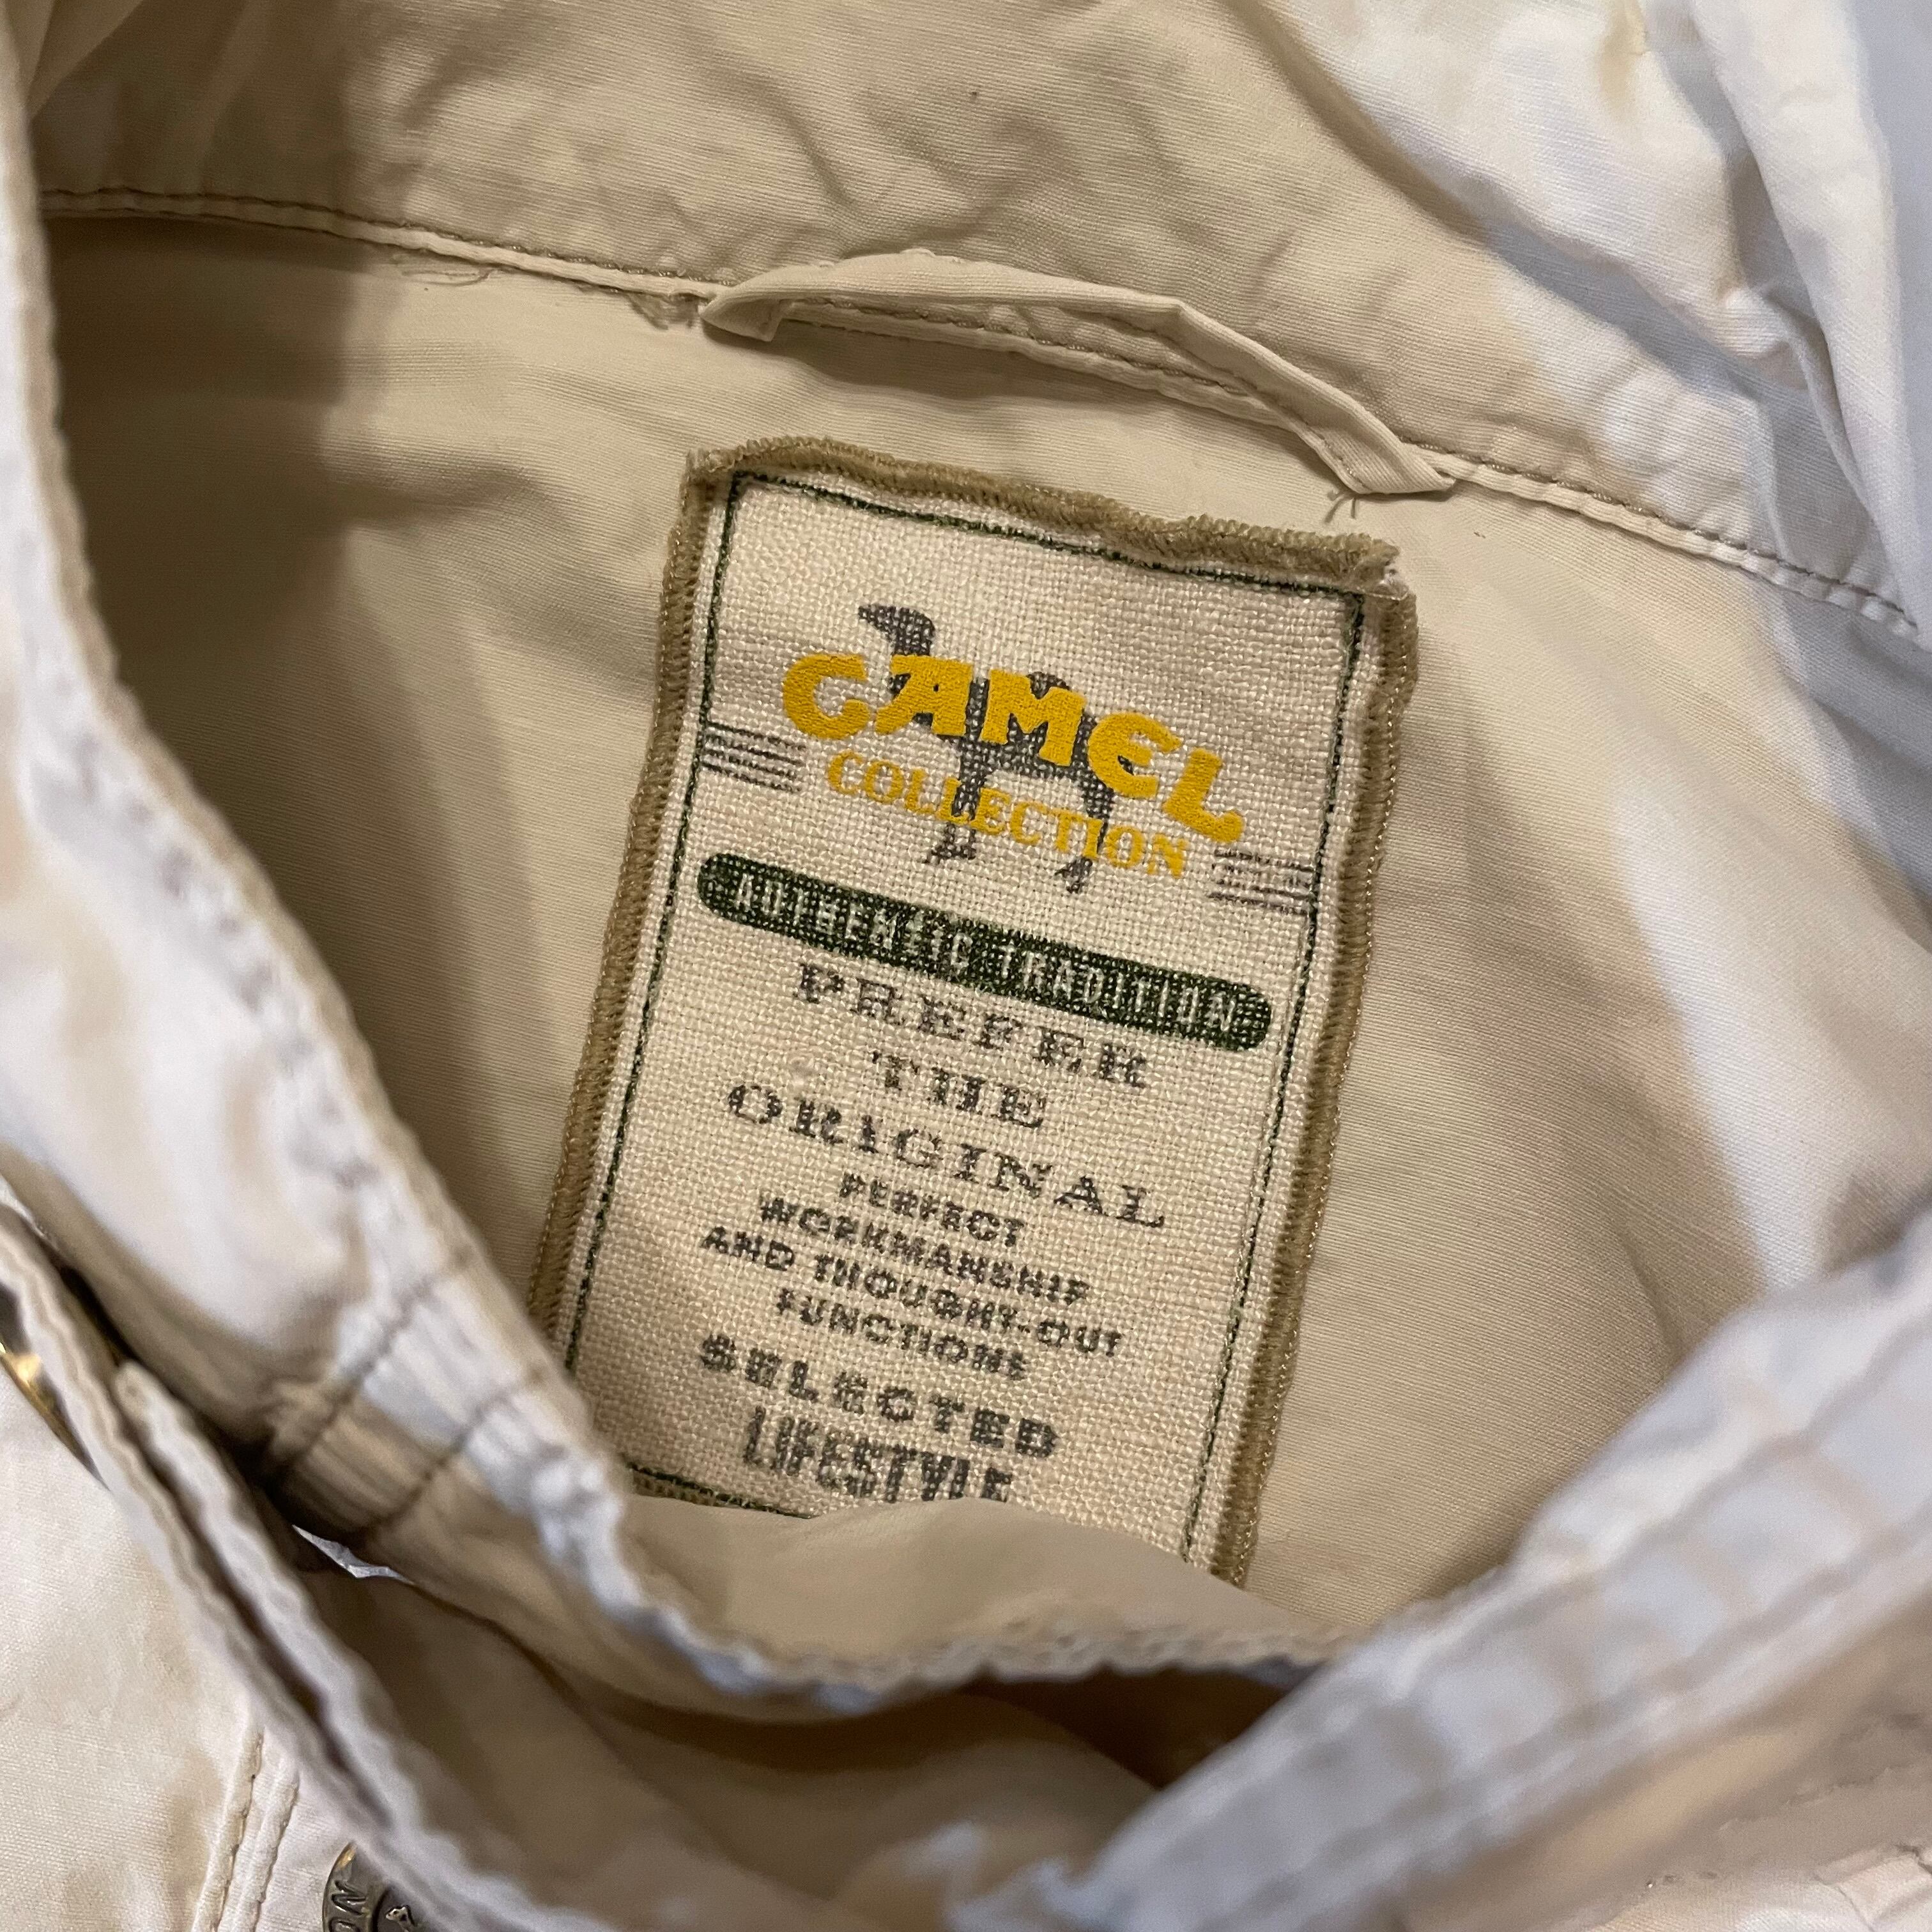 CAMEL
COLLECTION
AUTHENTIC TRADITION
PREFER
THE
ORIGINAL
PERFECT
WORKMANSHIP
AND THOUGHT-OUT
FUNCTIONS
SELECTED
LIFESTYLE